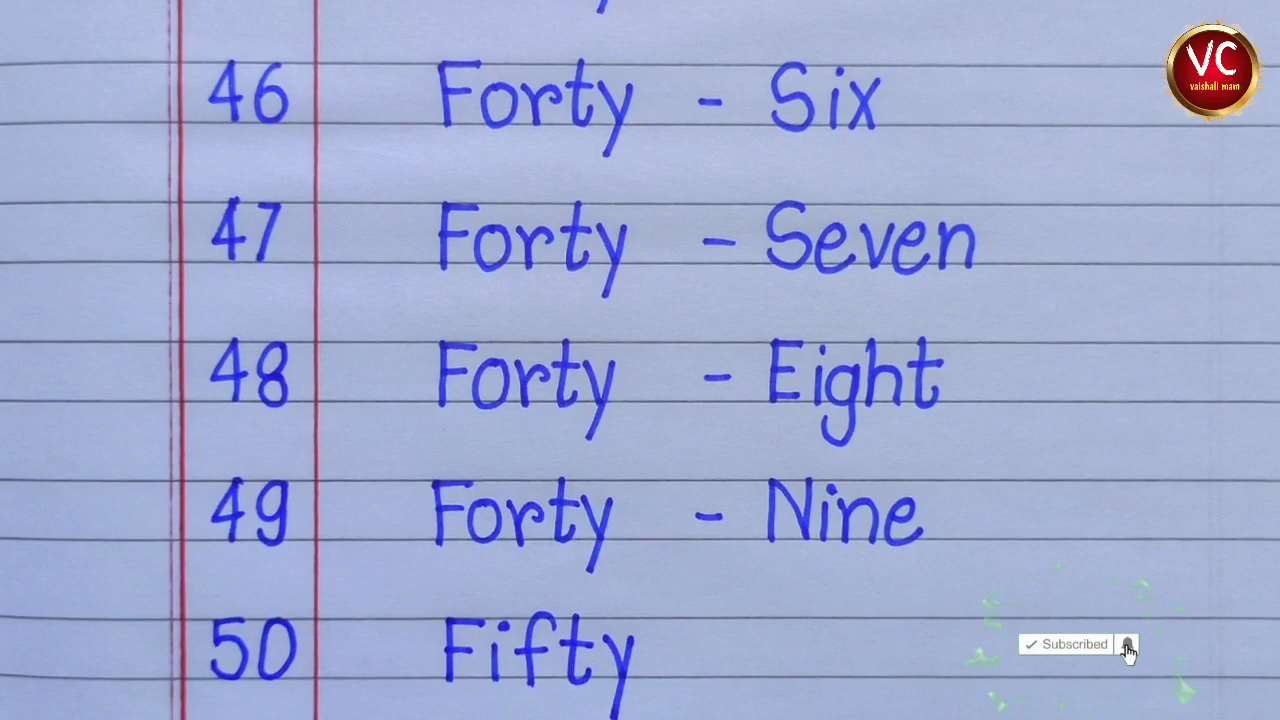 VC
vaishali mam
46 Forty - Six
47 Forty - Seven
48 Forty - Eight
49 Forty - Nine
50 Fifty
✓ Subscribed